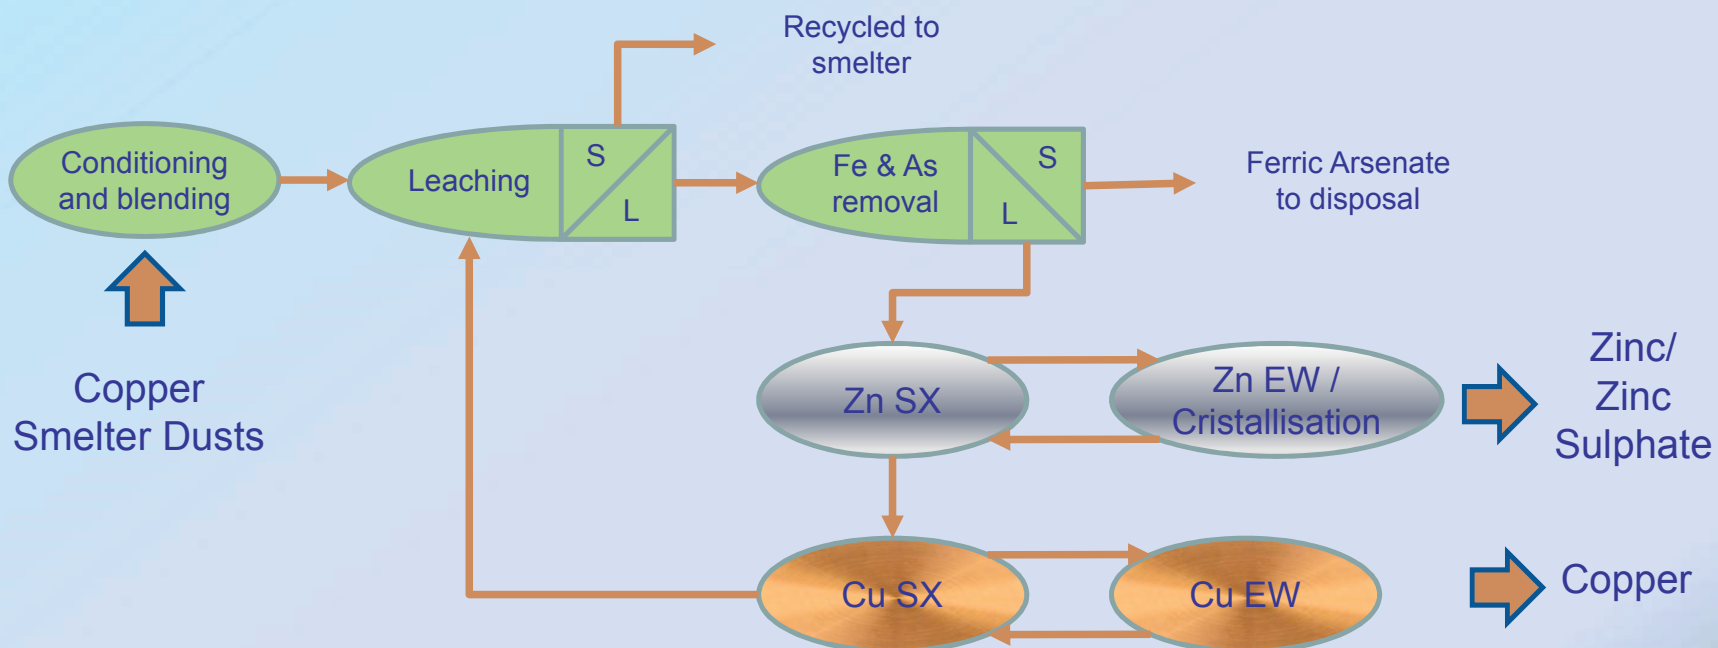 Recycled to
smelter
Conditioning
and blending
Leaching
S
L
Fe & As
removal
S
L
Ferric Arsenate
to disposal
Copper
Smelter Dusts
Zn SX
Zn EW /
Cristallisation
Zinc/
Zinc
Sulphate
Cu SX
Cu EW
Copper